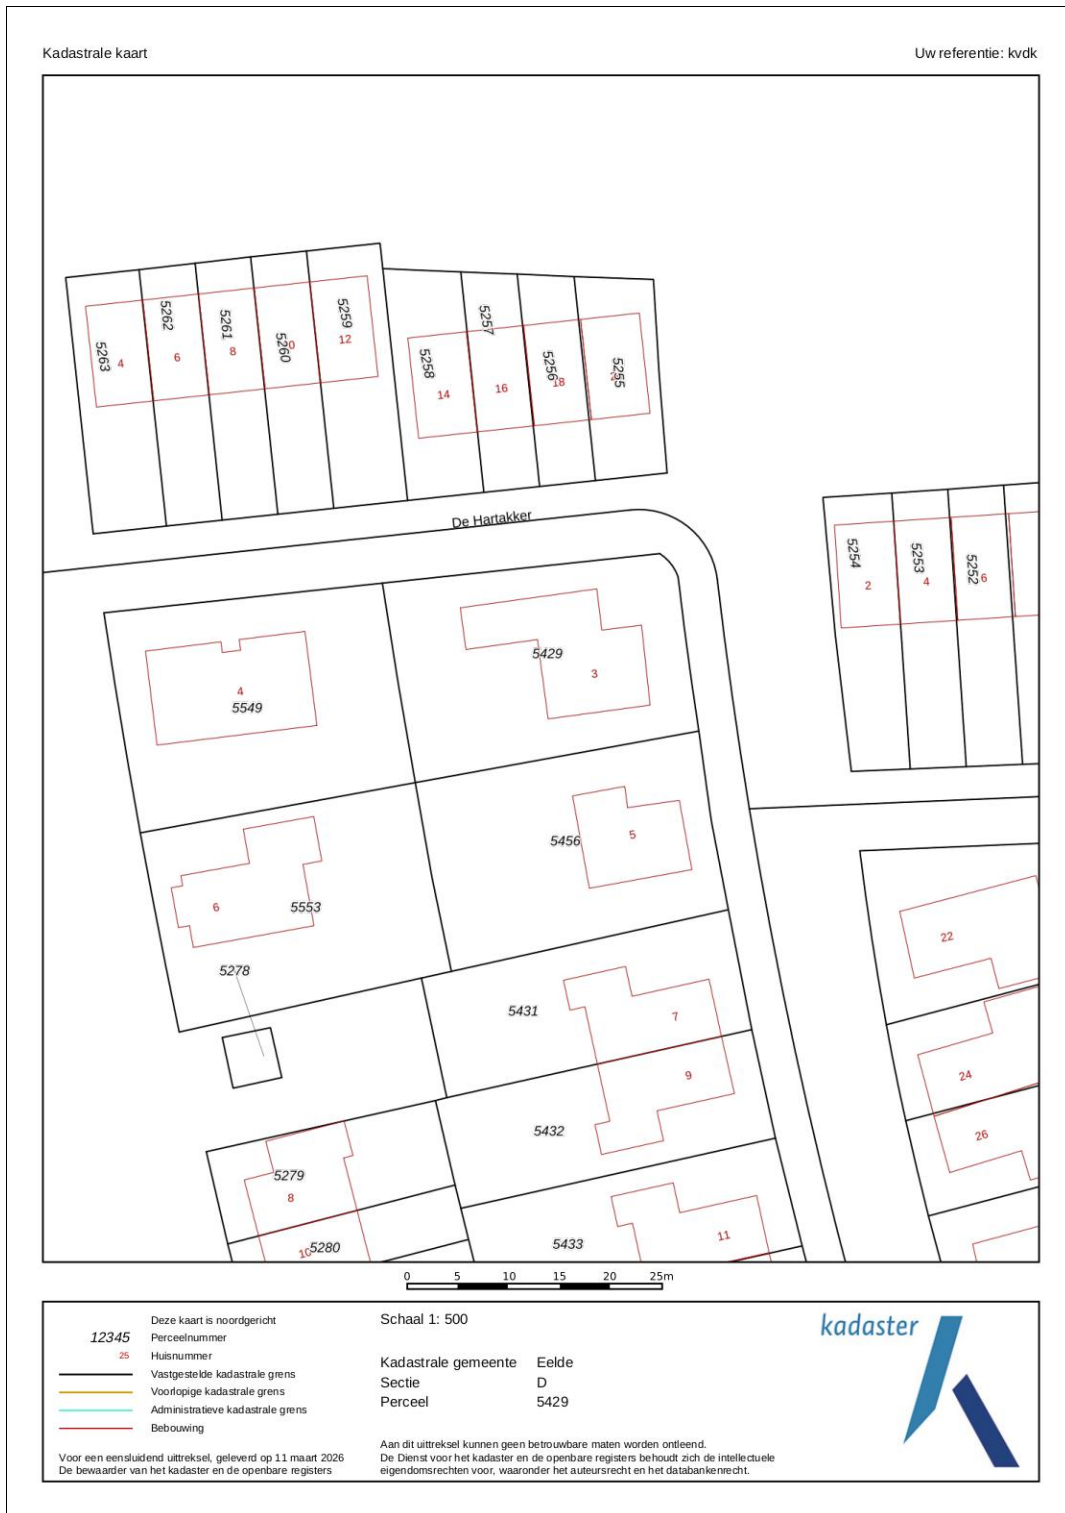 Kadastrale kaart
Uw referentie: kvdk
5263
4
5262
6
5261
8
5260
0
5259
12
5258
14
5257
16
5256
18
5255
De Hartakker
5254
2
5253
4
5252
6
4
5549
5429
3
5456
5
6
5553
5278
22
5431
7
9
24
5432
26
5279
8
10
5280
5433
11
0 5 10 15 20 25m
Deze kaart is noordgericht
12345 Perceelnummer
25 Huisnummer
Vastgestelde kadastrale grens
Voorlopige kadastrale grens
Administratieve kadastrale grens
Bebouwing
Voor een eensluidend uittreksel, geleverd op 11 maart 2026
De bewaarder van het kadaster en de openbare registers
Schaal 1: 500
Kadastrale gemeente Eelde
Sectie D
Perceel 5429
Aan dit uittreksel kunnen geen betrouwbare maten worden ontleend.
De Dienst voor het kadaster en de openbare registers behoudt zich de intellectuele
eigendomsrechten voor, waaronder het auteursrecht en het databankenrecht.
kadaster